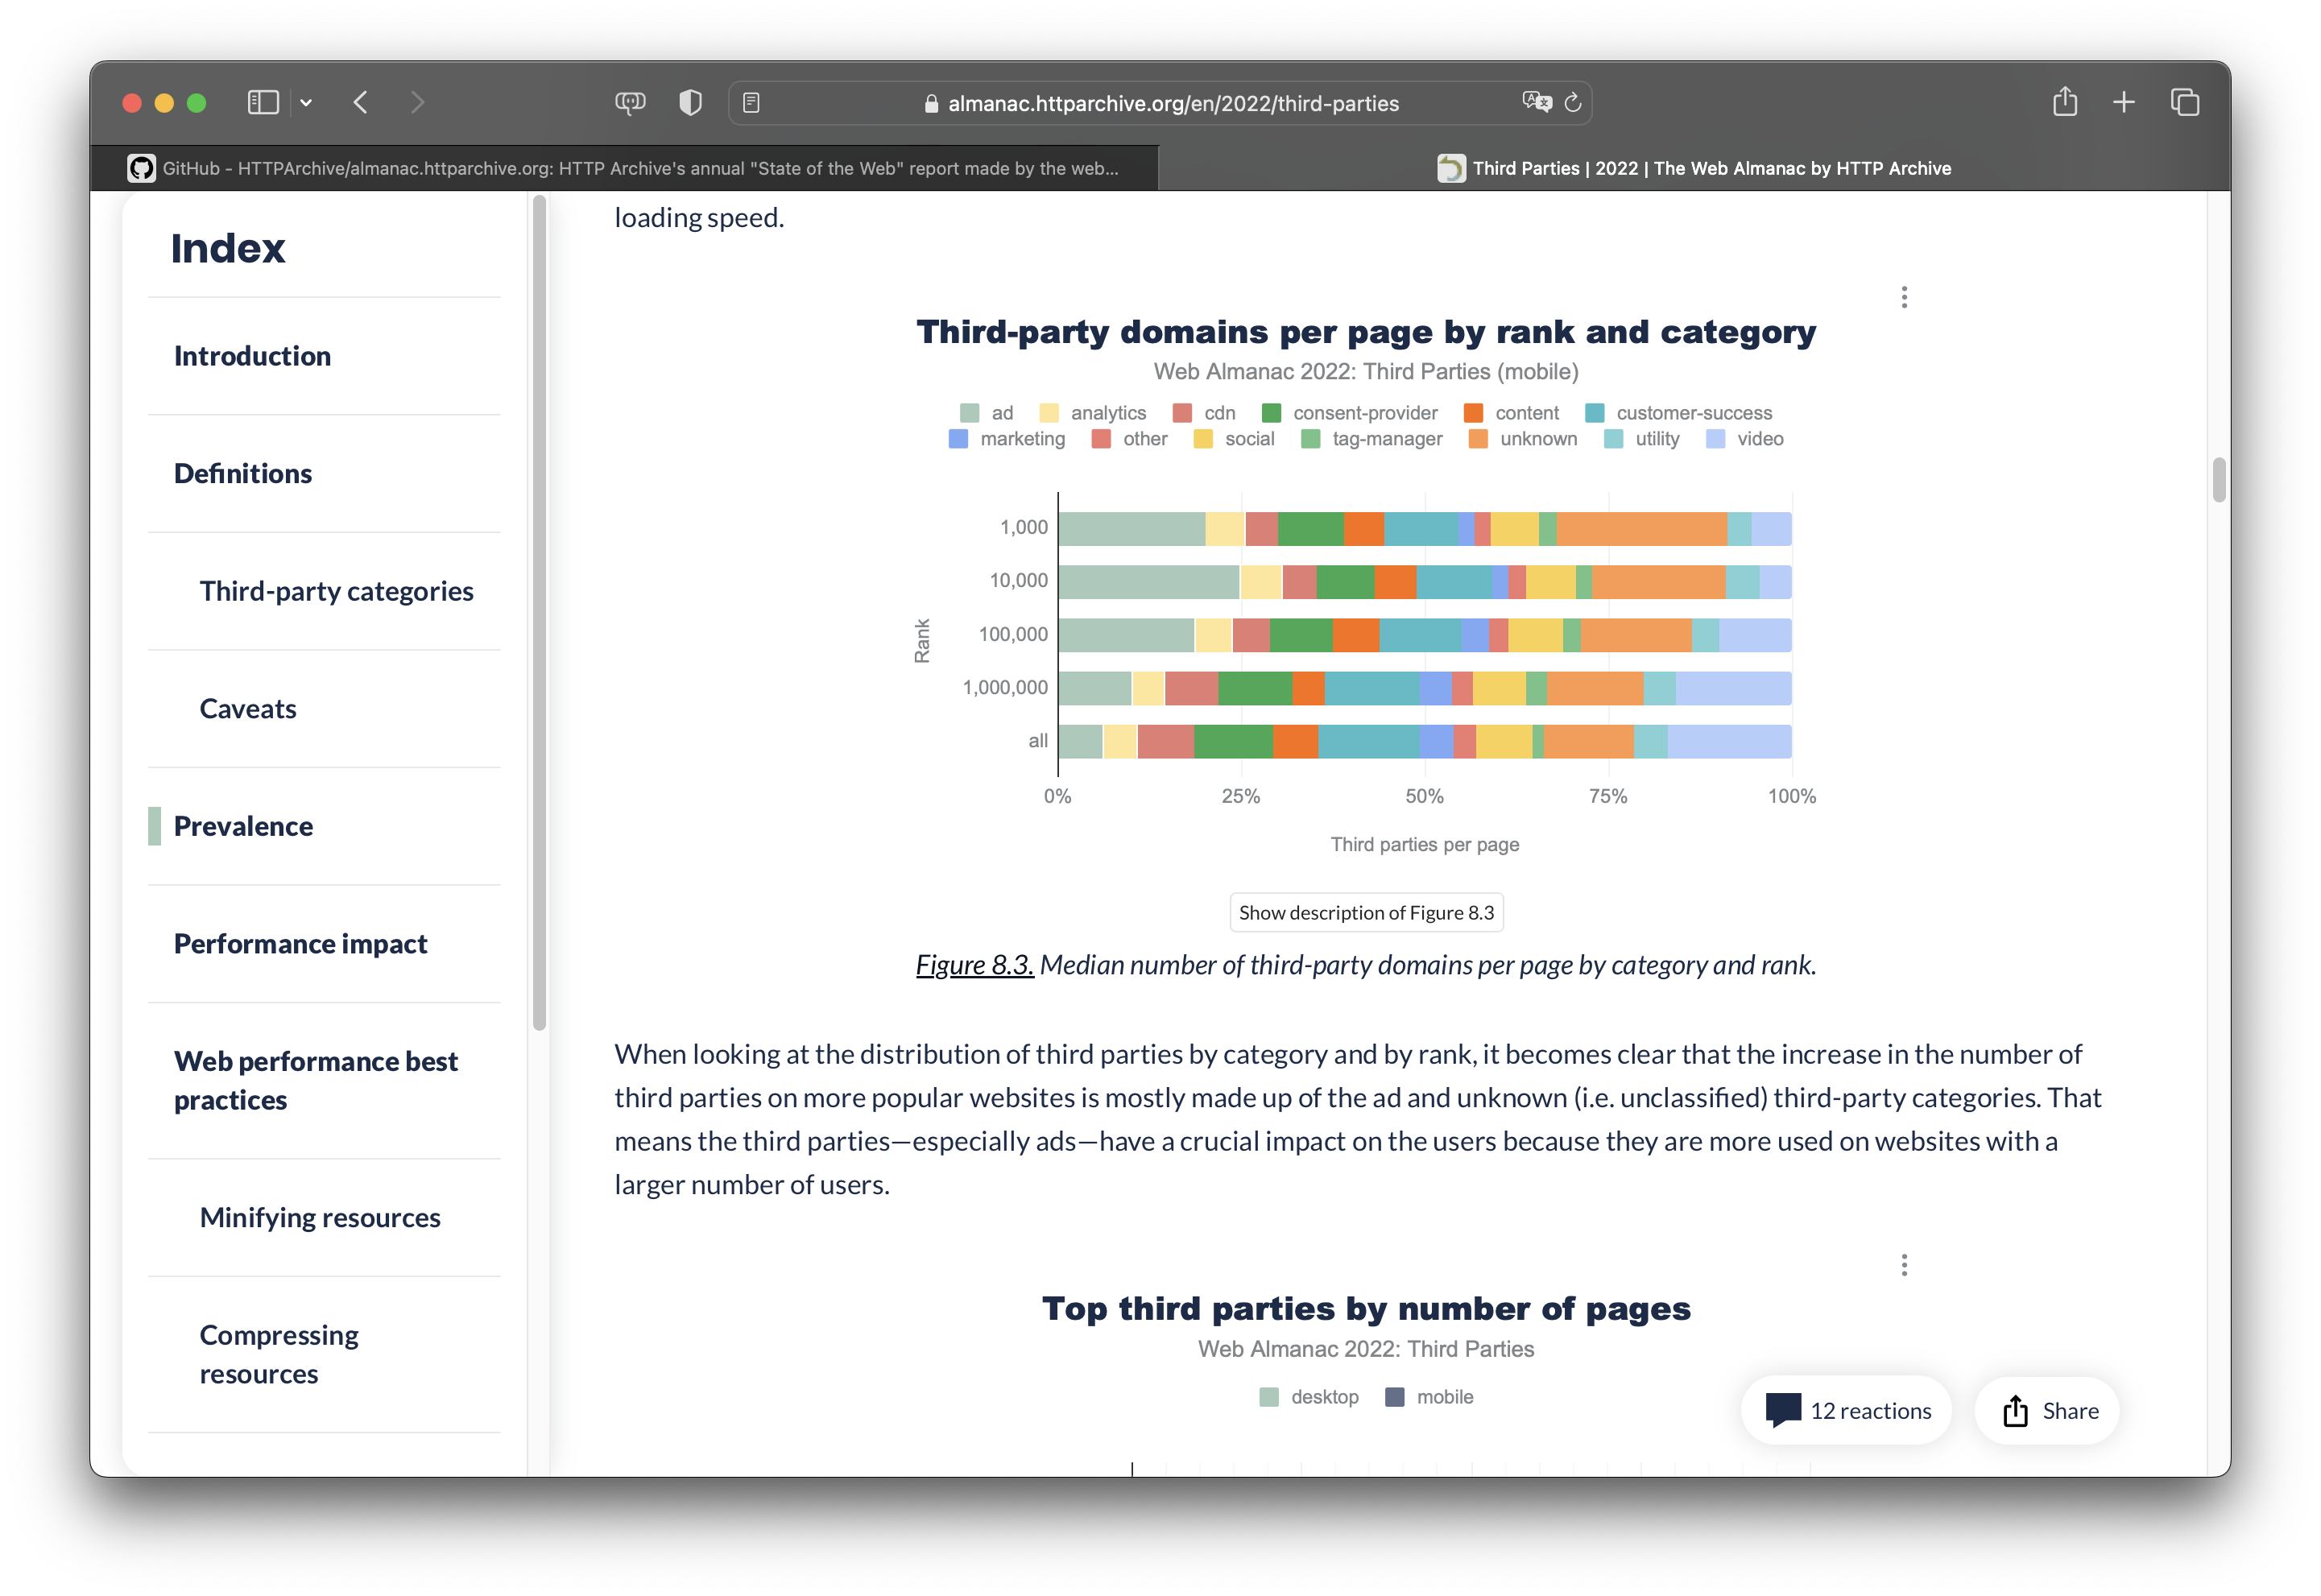 almanac.httparchive.org/en/2022/third-parties
GitHub - HTTPArchive/almanac.httparchive.org: HTTP Archive's annual "State of the Web" report made by the web...
Third Parties | 2022 | The Web Almanac by HTTP Archive
Index
Introduction
Definitions
Third-party categories
Caveats
Prevalence
Performance impact
Web performance best
practices
Minifying resources
Compressing
resources
loading speed.
Third-party domains per page by rank and category
Web Almanac 2022: Third Parties (mobile)
ad analytics cdn consent-provider content customer-success
marketing other social tag-manager unknown utility video
Rank
1,000
10,000
100,000
1,000,000
all
0% 25% 50% 75% 100%
Third parties per page
Show description of Figure 8.3
Figure 8.3. Median number of third-party domains per page by category and rank.
When looking at the distribution of third parties by category and by rank, it becomes clear that the increase in the number of
third parties on more popular websites is mostly made up of the ad and unknown (i.e. unclassified) third-party categories. That
means the third parties—especially ads—have a crucial impact on the users because they are more used on websites with a
larger number of users.
Top third parties by number of pages
Web Almanac 2022: Third Parties
desktop mobile
12 reactions
Share